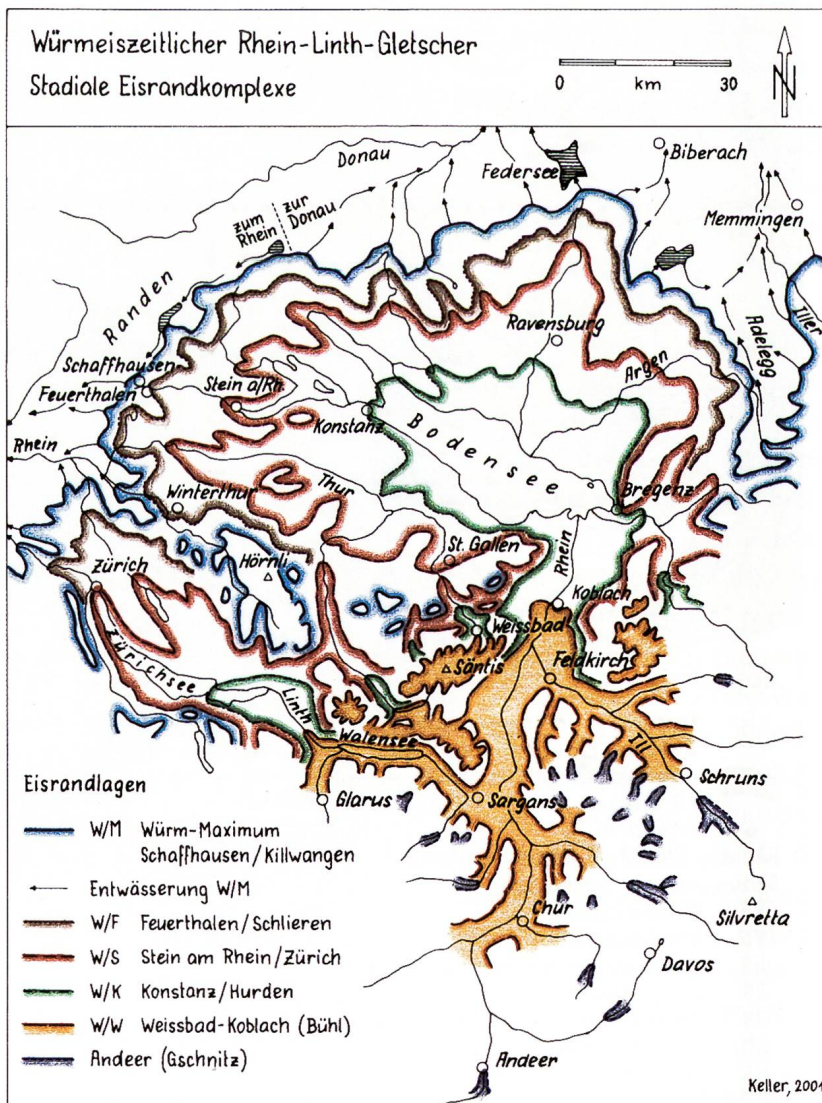 Würmeiszeitlicher Rhein-Linth-Gletscher
Stadiale Eisrandkomplexe
0 km 30
N
Donau
Federsee
Biberach
Memmingen
zum Rhein
zur Donau
Randen
Ravensburg
Iller
Adelegg
Argen
Schaffhausen
Feuerthalen
Stein a/Rh.
Konstanz
Bodensee
Rhein
Winterthur
Thur
Bregenz
St. Gallen
Rhein
Zürich
Hörnli
Koblach
Weissbad
Säntis
Feldkirch
Zürichsee
Linth
Walensee
Ill
Schruns
Glarus
Sargans
Silvretta
Chur
Davos
Andeer
Eisrandlagen
W/M Würm-Maximum
Schaffhausen/Killwangen
Entwässerung W/M
W/F Feuerthalen/Schlieren
W/S Stein am Rhein/Zürich
W/K Konstanz/Hurden
W/W Weissbad-Koblach (Bühl)
Andeer (Gschnitz)
Keller, 2001